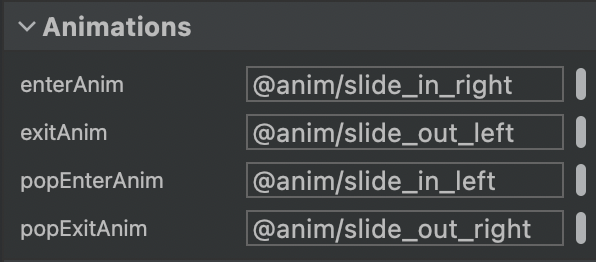 Animations
enterAnim @anim/slide_in_right
exitAnim @anim/slide_out_left
popEnterAnim @anim/slide_in_left
popExitAnim @anim/slide_out_right